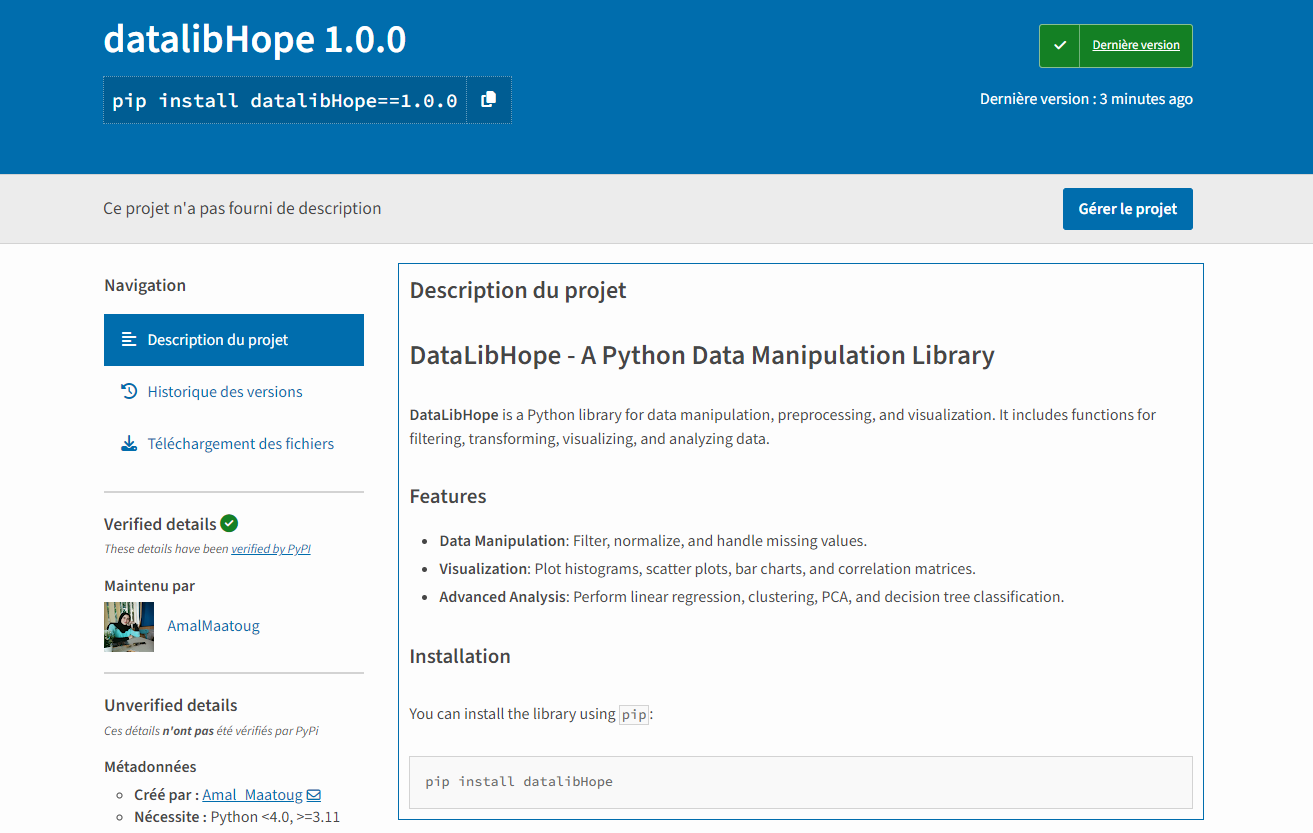 datalibHope 1.0.0
Dernière version
pip install datalibHope==1.0.0
Dernière version : 3 minutes ago
Ce projet n'a pas fourni de description
Gérer le projet
Navigation
Description du projet
Historique des versions
Téléchargement des fichiers
Verified details
These details have been verified by PyPI
Maintenu par
AmalMaatoug
Unverified details
Ces détails n'ont pas été vérifiés par PyPi
Métadonnées
Créé par : Amal_Maatoug
Nécessite : Python <4.0, >=3.11
Description du projet
DataLibHope - A Python Data Manipulation Library
DataLibHope is a Python library for data manipulation, preprocessing, and visualization. It includes functions for
filtering, transforming, visualizing, and analyzing data.
Features
Data Manipulation: Filter, normalize, and handle missing values.
Visualization: Plot histograms, scatter plots, bar charts, and correlation matrices.
Advanced Analysis: Perform linear regression, clustering, PCA, and decision tree classification.
Installation
You can install the library using pip:
pip install datalibHope